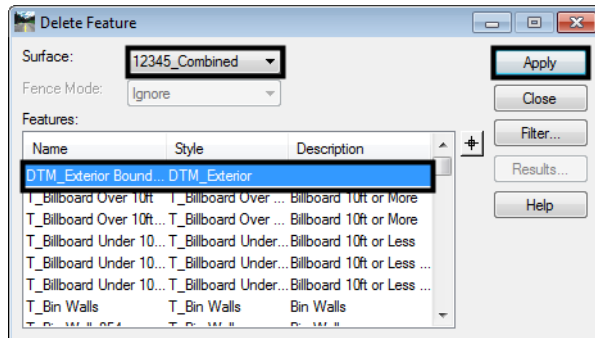 Delete Feature
Surface: 12345_Combined Apply
Fence Mode: Ignore Close
Features: Filter...
Name Style Description
DTM_Exterior Bound... DTM_Exterior Results...
T_Billboard Over 10ft T_Billboard Over ... Billboard 10ft or More
T_Billboard Over 10ft... T_Billboard Over ... Billboard 10ft or More Help
T_Billboard Under 10... T_Billboard Under... Billboard 10ft or Less
T_Billboard Under 10... T_Billboard Under... Billboard 10ft or Less ...
T_Billboard Under 10... T_Billboard Under... Billboard 10ft or Less ...
T_Bin Walls T_Bin Walls Bin Walls